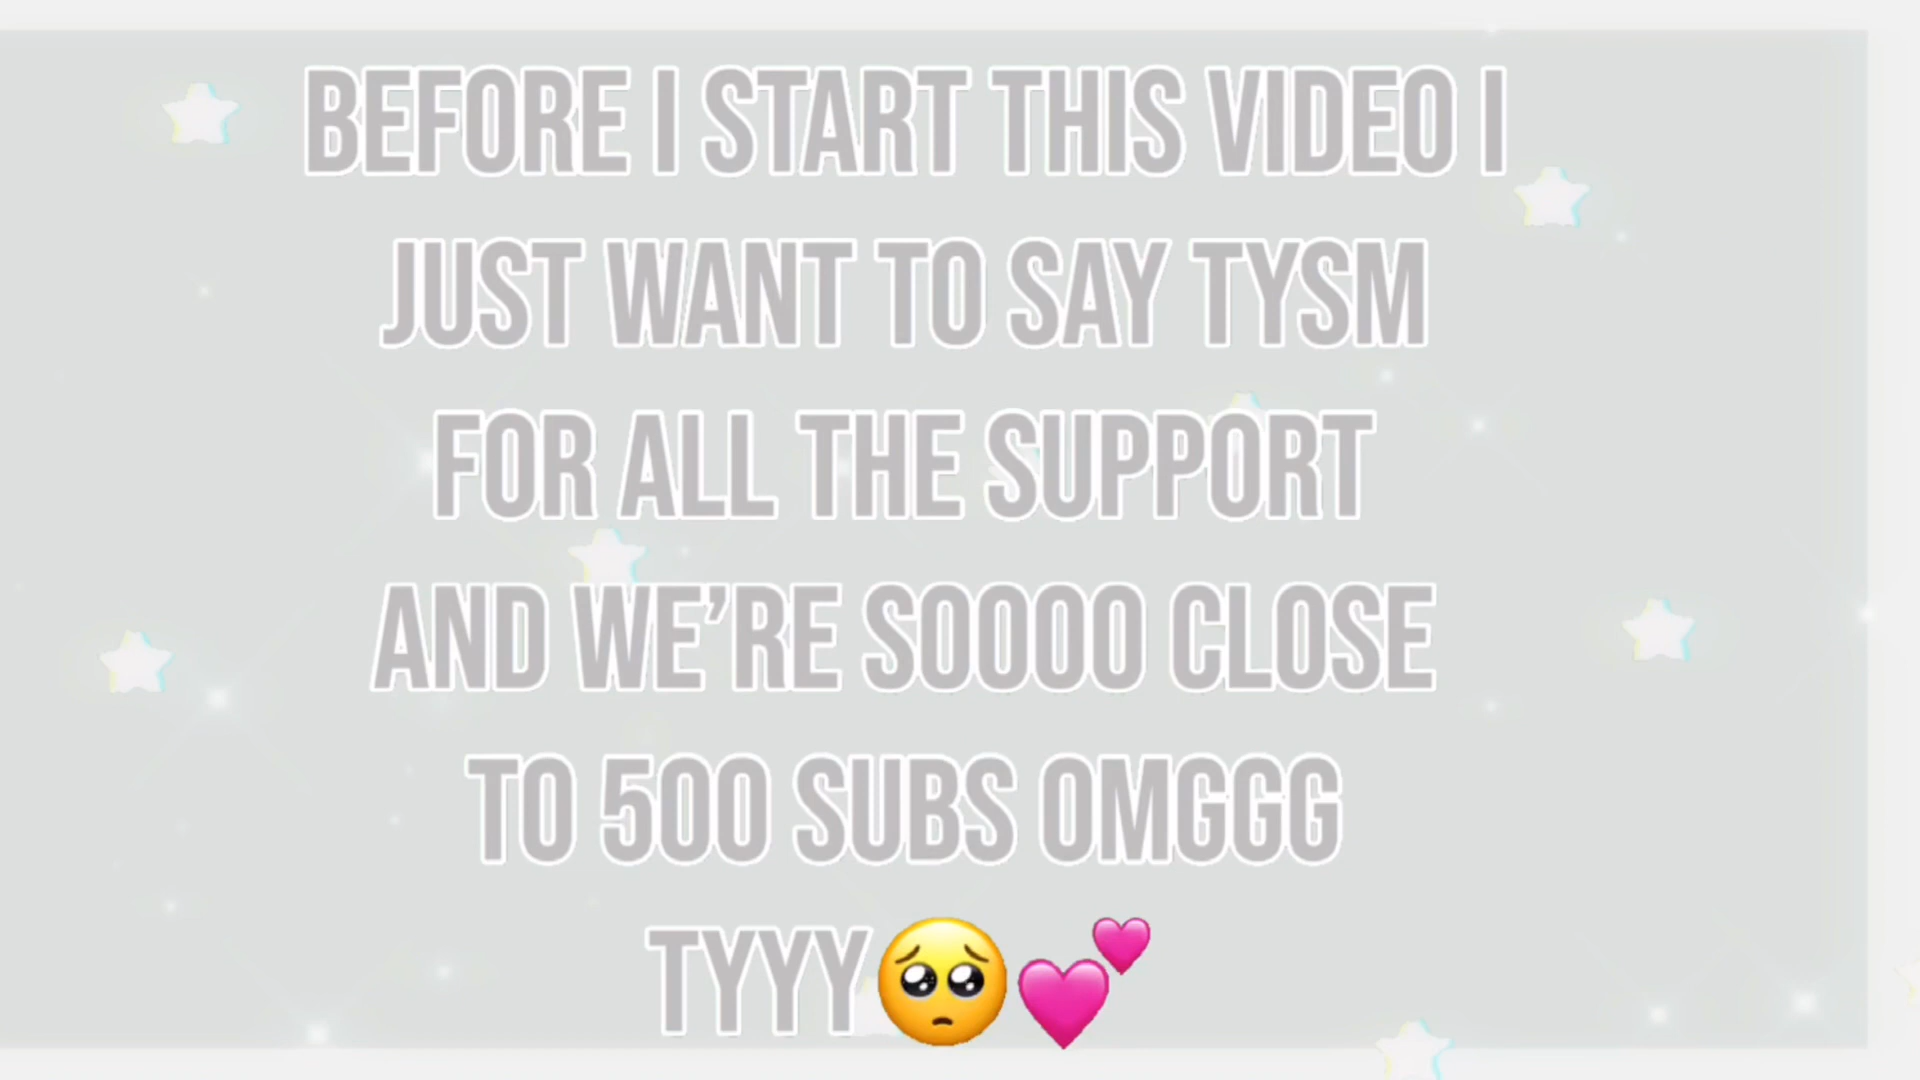 BEFORE I START THIS VIDEO I
JUST WANT TO SAY TYSM
FOR ALL THE SUPPORT
AND WE’RE SOOOO CLOSE
TO 500 SUBS OMGGG
TYYY🥺💕